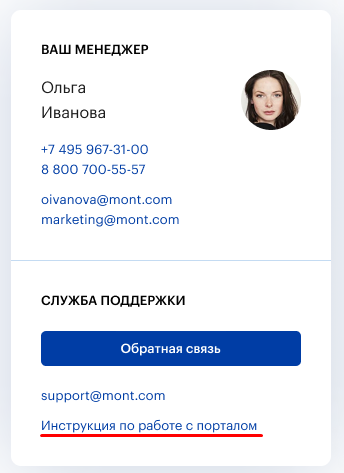 ВАШ МЕНЕДЖЕР
Ольга
Иванова
+7 495 967-31-00
8 800 700-55-57
oivanova@mont.com
marketing@mont.com
СЛУЖБА ПОДДЕРЖКИ
Обратная связь
support@mont.com
Инструкция по работе с порталом